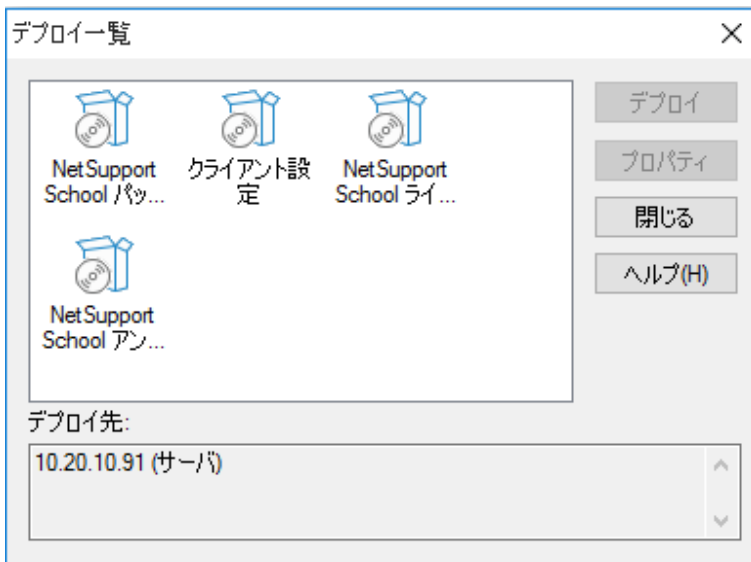 デプロイ一覧
NetSupport
School パッ...
クライアント設
定
NetSupport
School ライ...
NetSupport
School アン...
デプロイ
プロパティ
閉じる
ヘルプ(H)
デプロイ先:
10.20.10.91 (サーバ)